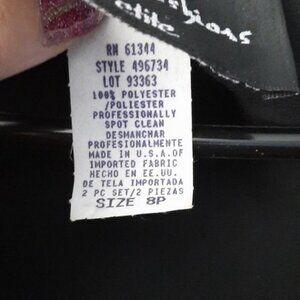 petite
RN 61344
STYLE 496734
LOT 93363
100% POLYESTER
/POLIESTER
PROFESSIONALLY
SPOT CLEAN
DESMANCHAR
PROFESIONALMENTE
MADE IN U.S.A.OF
IMPORTED FABRIC
HECHO EN EE.UU.
DE TELA IMPORTADA
2 PC SET/2 PIEZAS
SIZE 8P